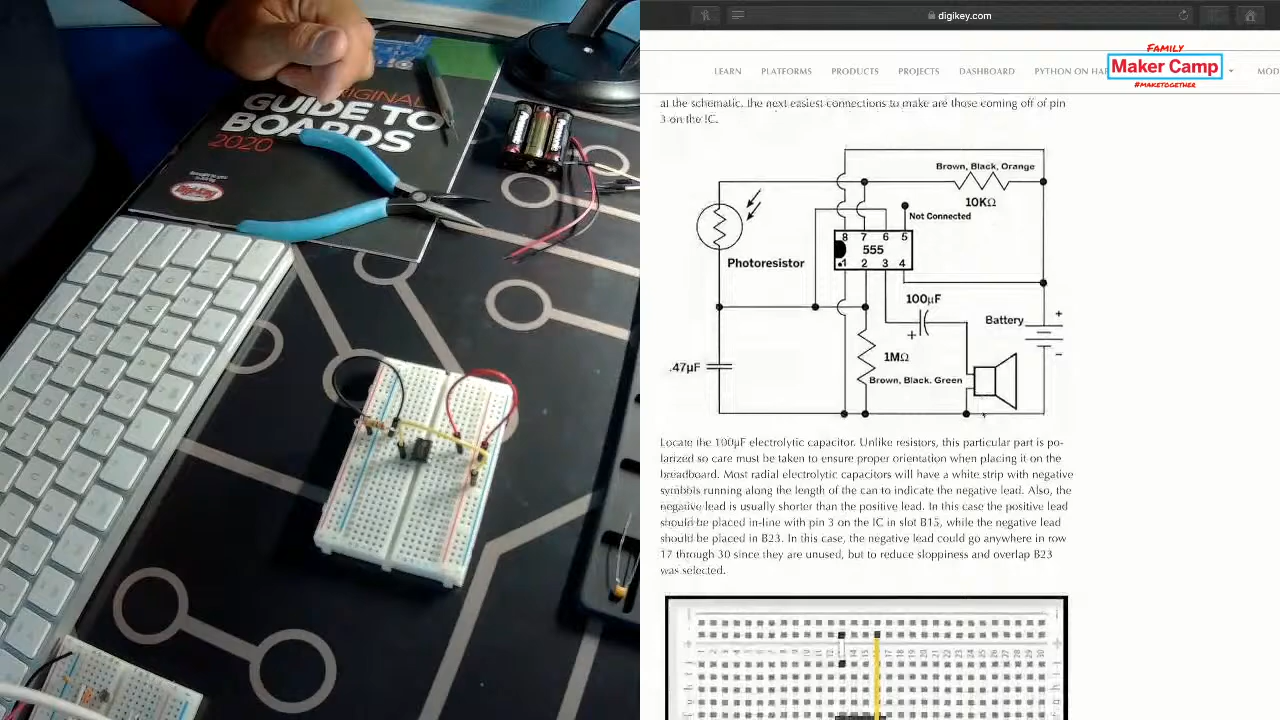 ORIGINAL
GUIDE TO
BOARDS
2020
digikey.com
LEARN PLATFORMS PRODUCTS PROJECTS DASHBOARD PYTHON ON HA MOD
FAMILY
Maker Camp
#MAKETOGETHER
at the schematic, the next easiest connections to make are those coming off of pin
3 on the IC.
Brown, Black, Orange
10KΩ
Not Connected
8 7 6 5
555
1 2 3 4
Photoresistor
100μF
+
Battery
+
−
1MΩ
Brown, Black. Green
.47μF
Locate the 100μF electrolytic capacitor. Unlike resistors, this particular part is po-
larized so care must be taken to ensure proper orientation when placing it on the
breadboard. Most radial electrolytic capacitors will have a white strip with negative
symbols running along the length of the can to indicate the negative lead. Also, the
negative lead is usually shorter than the positive lead. In this case the positive lead
should be placed in-line with pin 3 on the IC in slot B15, while the negative lead
should be placed in B23. In this case, the negative lead could go anywhere in row
17 through 30 since they are unused, but to reduce sloppiness and overlap B23
was selected.